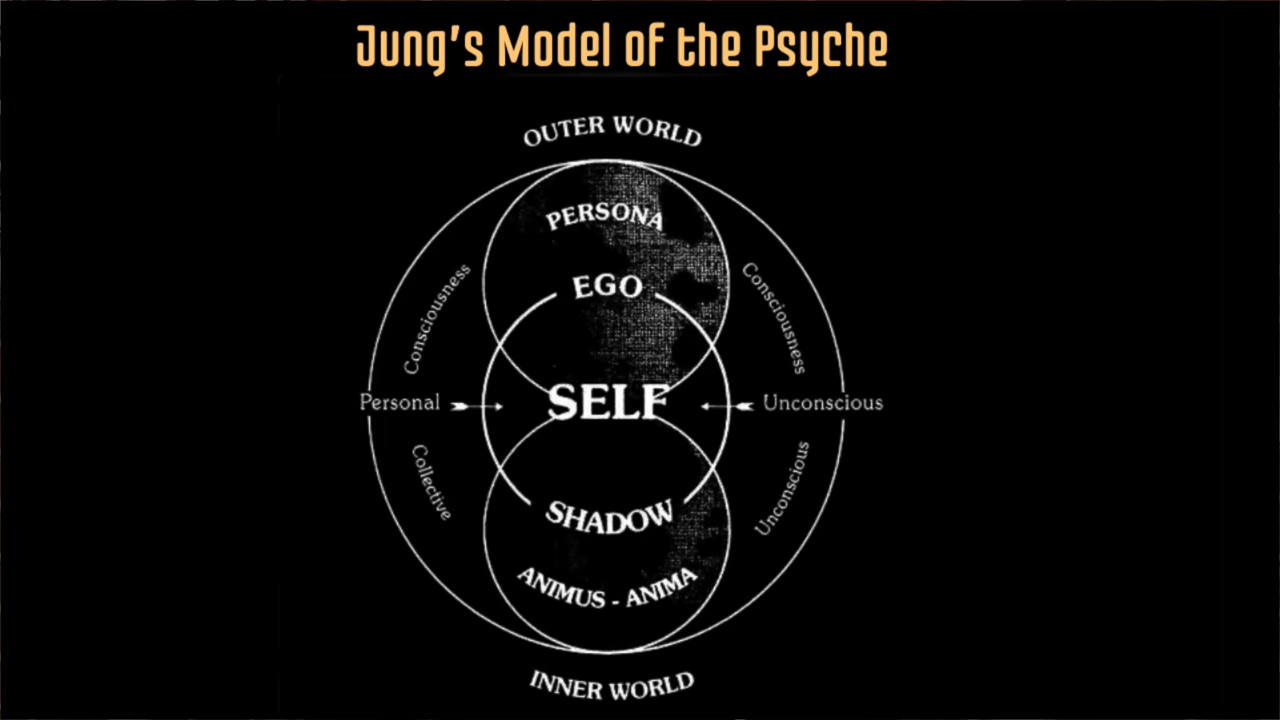 Jung's Model of the Psyche
OUTER WORLD
PERSONA
EGO
Consciousness
Consciousness
SELF
Personal
Unconscious
Collective
Unconscious
SHADOW
ANIMUS - ANIMA
INNER WORLD